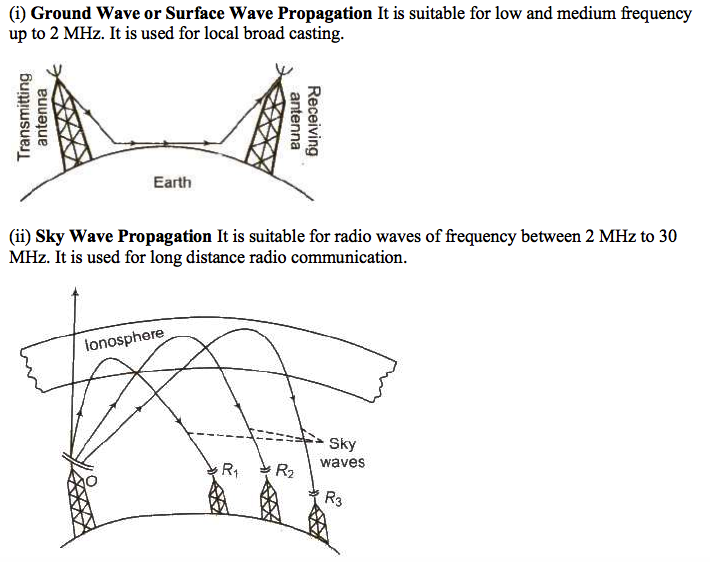 (i) Ground Wave or Surface Wave Propagation It is suitable for low and medium frequency
up to 2 MHz. It is used for local broad casting.
Transmitting
antenna
Receiving
antenna
Earth
(ii) Sky Wave Propagation It is suitable for radio waves of frequency between 2 MHz to 30
MHz. It is used for long distance radio communication.
Ionosphere
Sky
waves
O
R₁
R₂
R₃